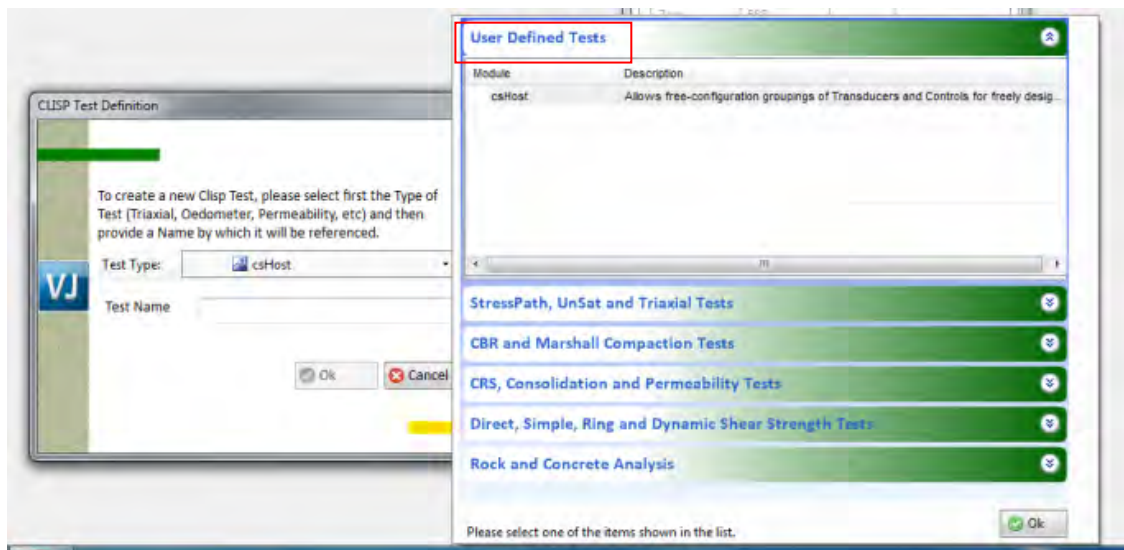 CLISP Test Definition
To create a new Clisp Test, please select first the Type of
Test (Triaxial, Oedometer, Permeability, etc) and then
provide a Name by which it will be referenced.
Test Type:
csHost
VJ
Test Name
Ok
Cancel
User Defined Tests
Module Description
csHost Allows free-configuration groupings of Transducers and Controls for freely desig...
StressPath, UnSat and Triaxial Tests
CBR and Marshall Compaction Tests
CRS, Consolidation and Permeability Tests
Direct, Simple, Ring and Dynamic Shear Strength Tests
Rock and Concrete Analysis
Please select one of the items shown in the list.
Ok